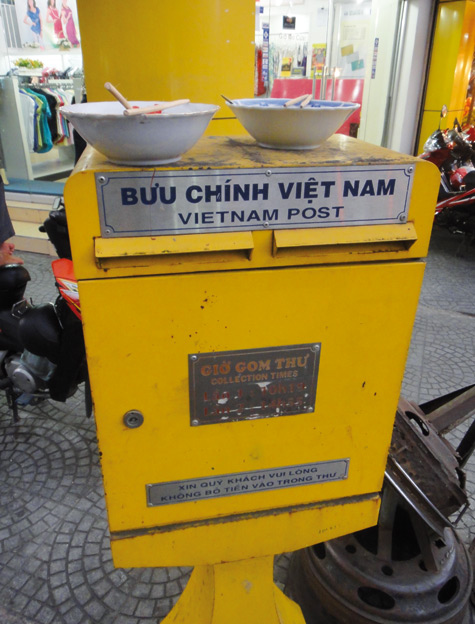 BƯU CHÍNH VIỆT NAM
VIETNAM POST
GIỜ GOM THƯ
COLLECTION TIMES
XIN QUÝ KHÁCH VUI LÒNG
KHÔNG BỎ TIỀN VÀO TRONG THƯ